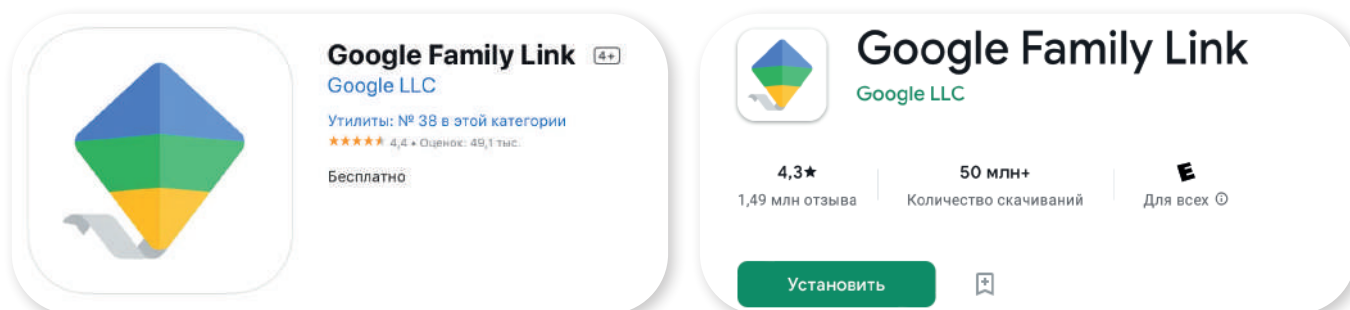 Google Family Link 4+
Google LLC
Утилиты: № 38 в этой категории
★★★★★ 4,4 • Оценок: 49,1 тыс.
Бесплатно
Google Family Link
Google LLC
4,3★ 50 млн+ E
1,49 млн отзыва Количество скачиваний Для всех
Установить